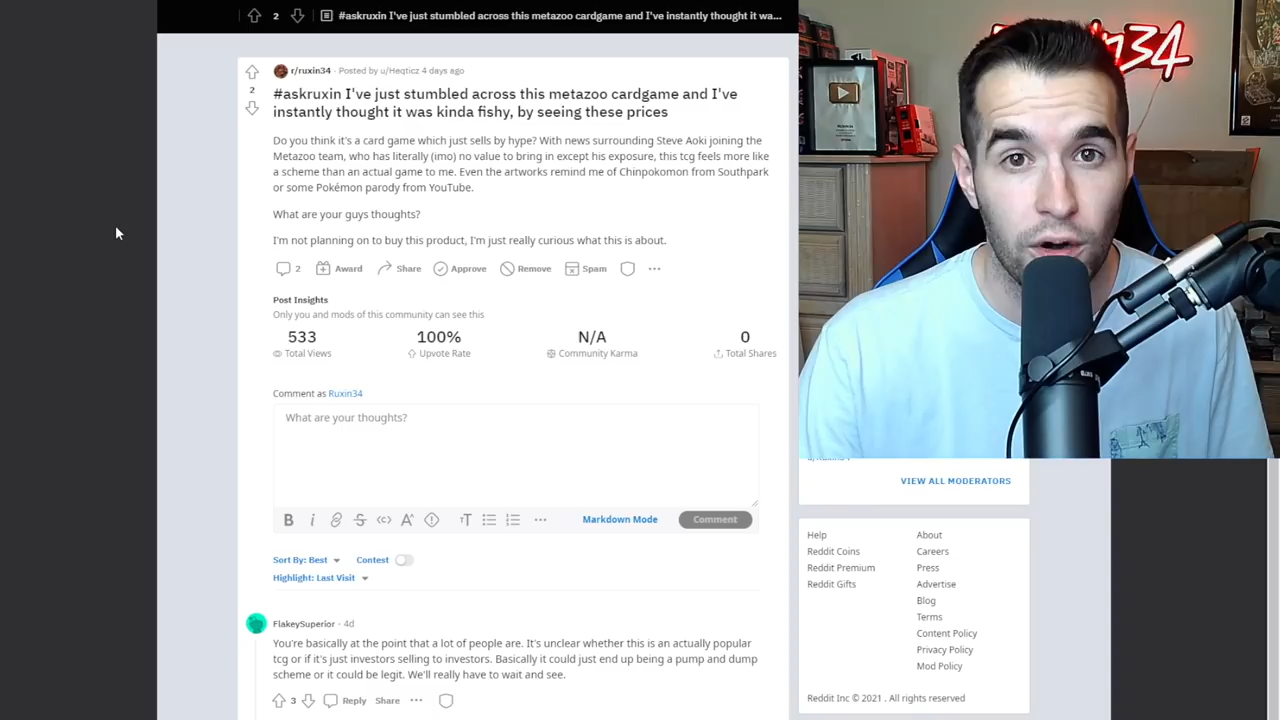 2
#askruxin I've just stumbled across this metazoo cardgame and I've instantly thought it wa...
r/ruxin34 · Posted by u/Heqticz 4 days ago
2
#askruxin I've just stumbled across this metazoo cardgame and I've
instantly thought it was kinda fishy, by seeing these prices
Do you think it's a card game which just sells by hype? With news surrounding Steve Aoki joining the
Metazoo team, who has literally (imo) no value to bring in except his exposure, this tcg feels more like
a scheme than an actual game to me. Even the artworks remind me of Chinpokomon from Southpark
or some Pokémon parody from YouTube.
What are your guys thoughts?
I'm not planning on to buy this product, I'm just really curious what this is about.
2 Award Share Approve Remove Spam ...
Post Insights
Only you and mods of this community can see this
533 100% N/A 0
Total Views Upvote Rate Community Karma Total Shares
Comment as Ruxin34
What are your thoughts?
B i A Markdown Mode Comment
Sort By: Best Contest
Highlight: Last Visit
FlakeySuperior · 4d
You're basically at the point that a lot of people are. It's unclear whether this is an actually popular
tcg or if it's just investors selling to investors. Basically it could just end up being a pump and dump
scheme or it could be legit. We'll really have to wait and see.
3 Reply Share ...
n34
VIEW ALL MODERATORS
Help About
Reddit Coins Careers
Reddit Premium Press
Reddit Gifts Advertise
Blog
Terms
Content Policy
Privacy Policy
Mod Policy
Reddit Inc © 2021 . All rights reserved